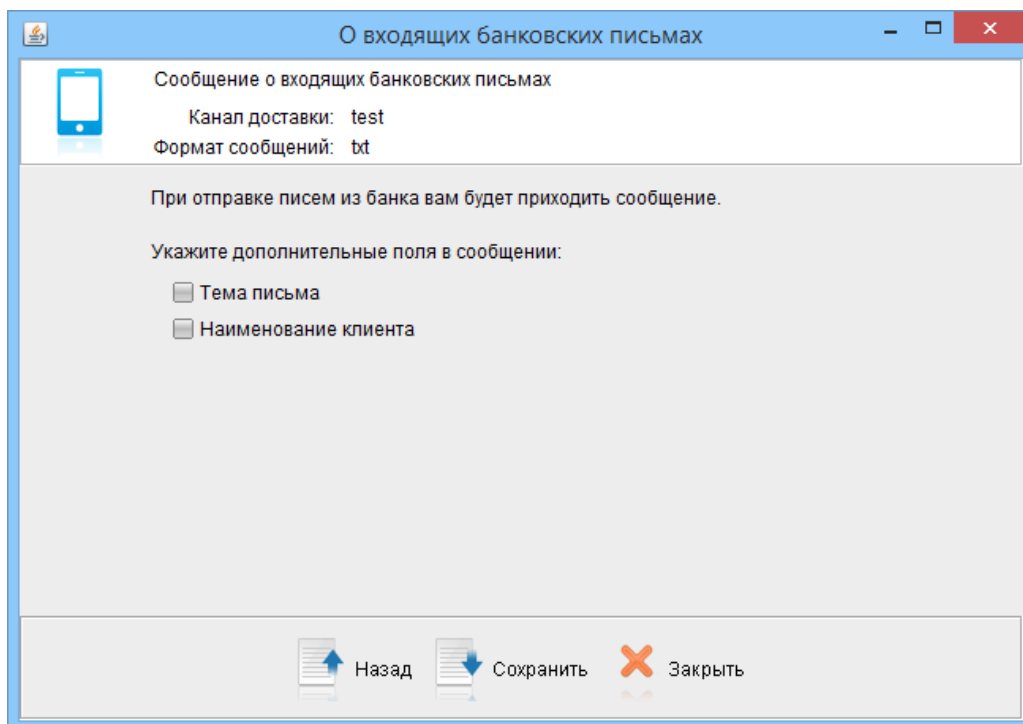 О входящих банковских письмах
Сообщение о входящих банковских письмах
Канал доставки: test
Формат сообщений: txt
При отправке писем из банка вам будет приходить сообщение.
Укажите дополнительные поля в сообщении:
Тема письма
Наименование клиента
Назад Сохранить Закрыть